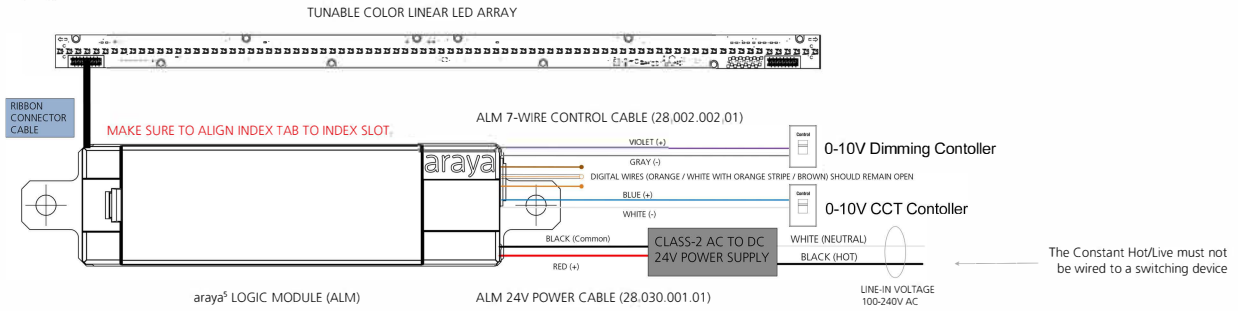 TUNABLE COLOR LINEAR LED ARRAY
RIBBON
CONNECTOR
CABLE
MAKE SURE TO ALIGN INDEX TAB TO INDEX SLOT.
ALM 7-WIRE CONTROL CABLE (28.002.002.01)
araya
VIOLET (+)
GRAY (-)
Control
0-10V Dimming Contoller
DIGITAL WIRES (ORANGE / WHITE WITH ORANGE STRIPE / BROWN) SHOULD REMAIN OPEN
BLUE (+)
WHITE (-)
Control
0-10V CCT Contoller
BLACK (Common)
RED (+)
CLASS-2 AC TO DC
24V POWER SUPPLY
WHITE (NEUTRAL)
BLACK (HOT)
The Constant Hot/Live must not
be wired to a switching device
LINE-IN VOLTAGE
100-240V AC
araya⁵ LOGIC MODULE (ALM)
ALM 24V POWER CABLE (28.030.001.01)